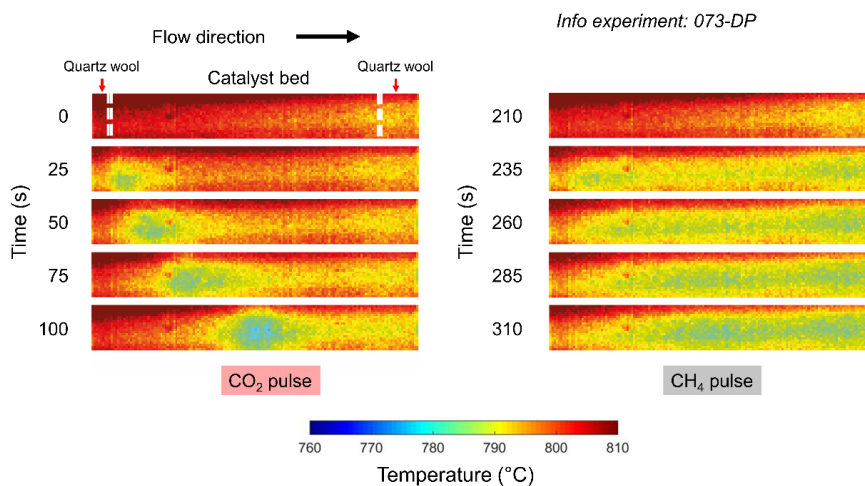 Flow direction
Info experiment: 073-DP
Quartz wool
Catalyst bed
Quartz wool
Time (s)
0
25
50
75
100
CO₂ pulse
Time (s)
210
235
260
285
310
CH₄ pulse
760 770 780 790 800 810
Temperature (°C)